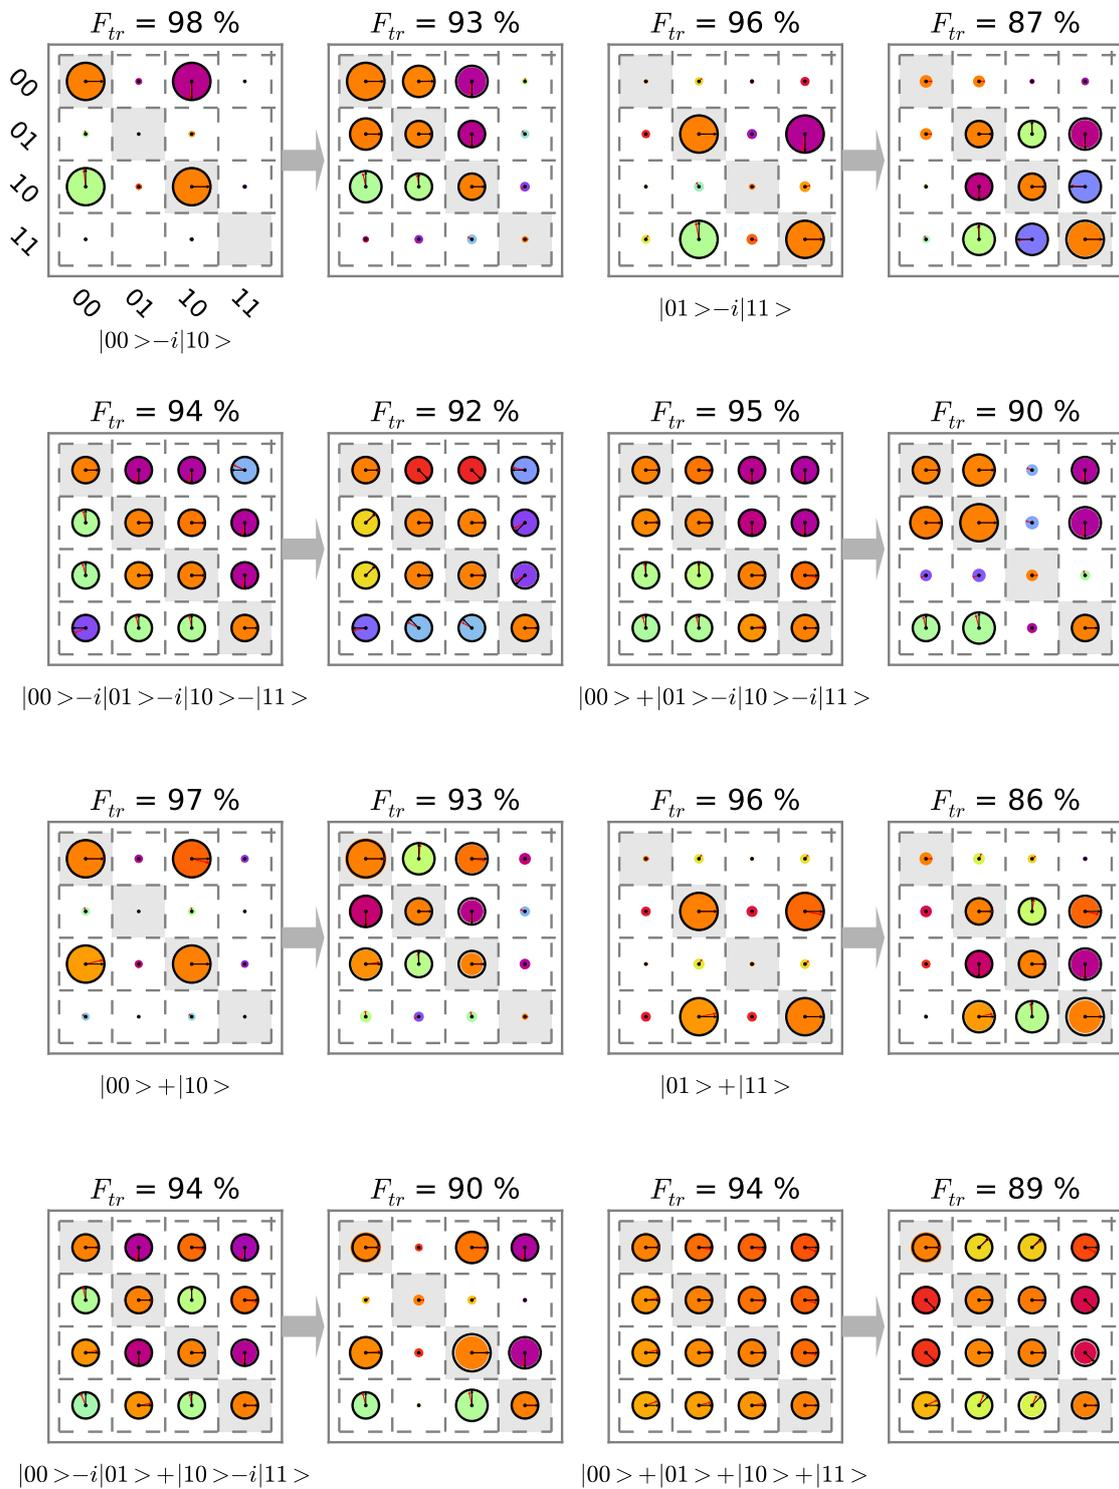 F_tr = 98 %
93 %
F_tr = 96 %
87 %
00
01
10
11
00 01 10 11
|00>−i|10>
|01>−i|11>
F_tr = 94 %
F_tr = 92 %
F_tr = 95 %
F_tr = 90 %
|00>−i|01>−i|10>−|11>
|00>+|01>−i|10>−i|11>
F_tr = 97 %
F_tr = 93 %
F_tr = 96 %
F_tr = 86 %
|00>+|10>
|01>+|11>
F_tr = 94 %
F_tr = 90 %
F_tr = 94 %
F_tr = 89 %
|00>−i|01>+|10>−i|11>
|00>+|01>+|10>+|11>